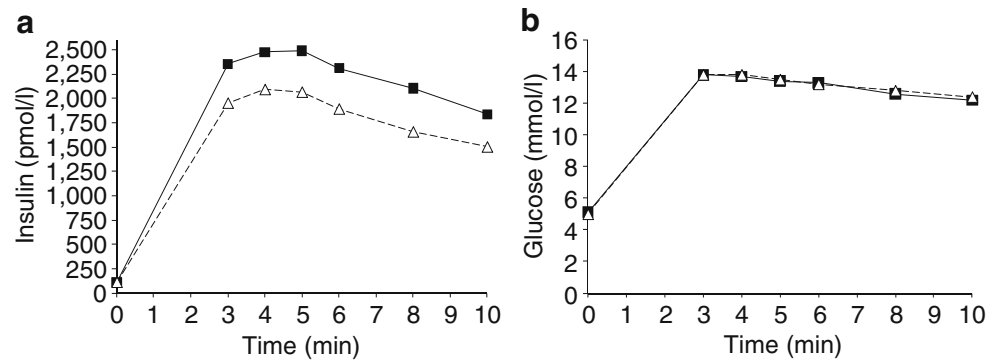 a
Insulin (pmol/l)
2,500
2,250
2,000
1,750
1,500
1,250
1,000
750
500
250
0
0 1 2 3 4 5 6 7 8 9 10
Time (min)
b
Glucose (mmol/l)
16
14
12
10
8
6
4
2
0
0 1 2 3 4 5 6 7 8 9 10
Time (min)